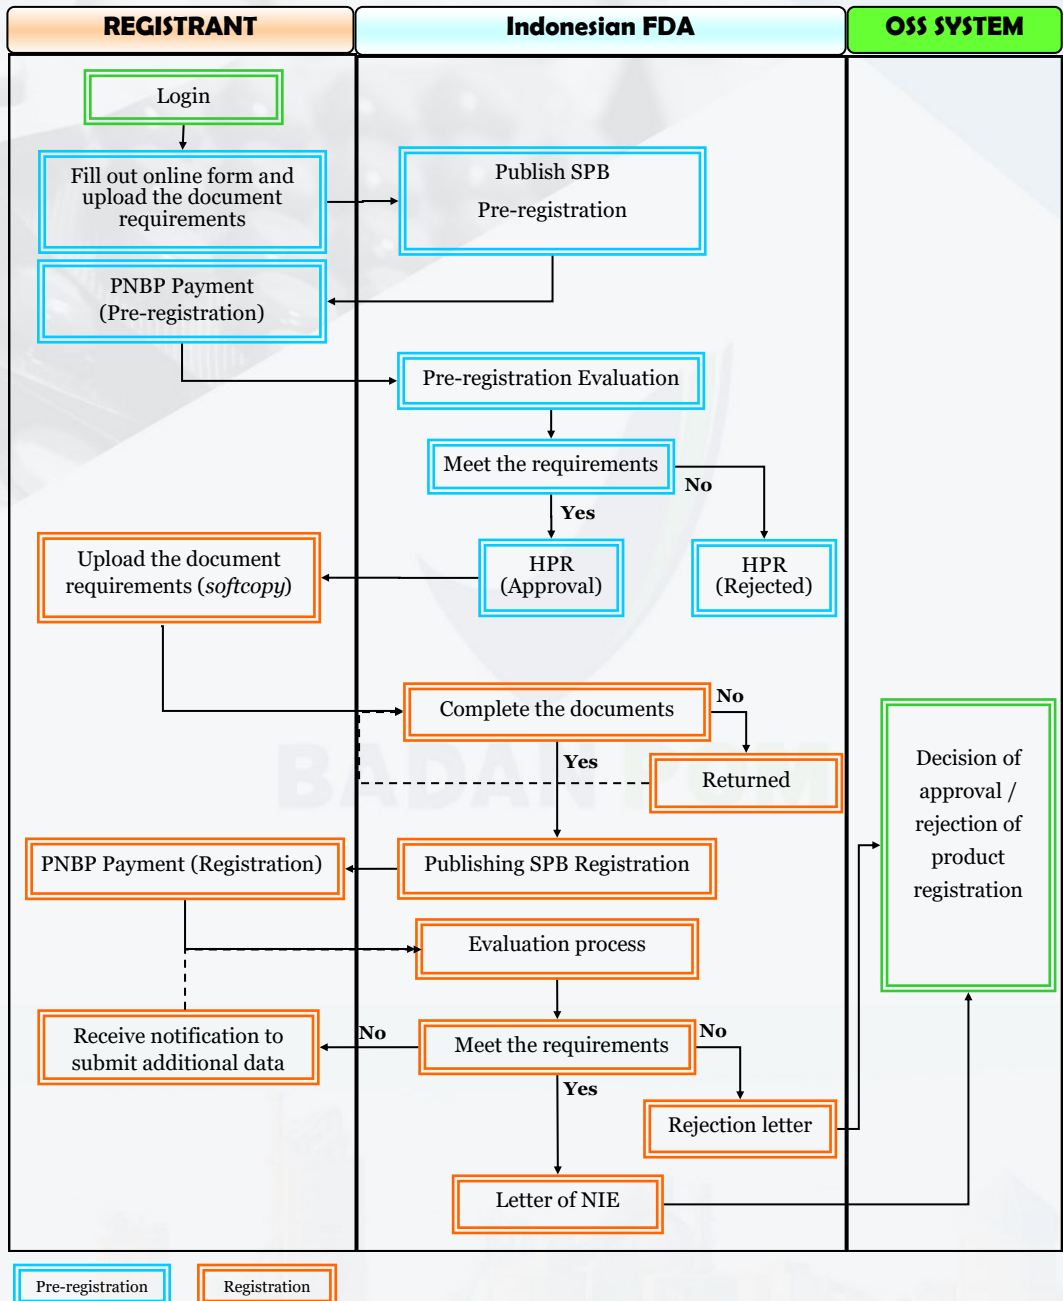 REGISTRANT
Indonesian FDA
OSS SYSTEM
Login
Fill out online form and
upload the document
requirements
Publish SPB
Pre-registration
PNBP Payment
(Pre-registration)
Pre-registration Evaluation
Meet the requirements
No
Yes
Upload the document
requirements (softcopy)
HPR
(Approval)
HPR
(Rejected)
Complete the documents
No
Yes
Returned
Decision of
approval /
rejection of
product
registration
PNBP Payment (Registration)
Publishing SPB Registration
Evaluation process
Receive notification to
submit additional data
No
Meet the requirements
No
Yes
Rejection letter
Letter of NIE
BADAN POM
Pre-registration
Registration